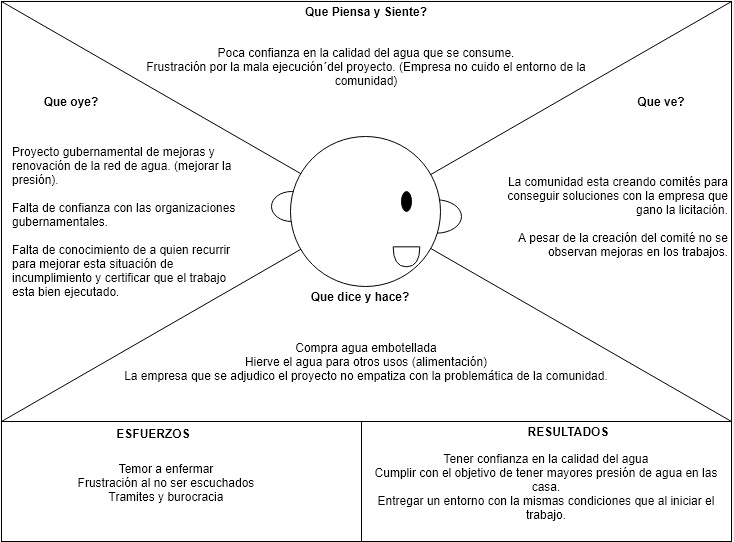 Que Piensa y Siente?
Poca confianza en la calidad del agua que se consume.
Frustración por la mala ejecución´del proyecto. (Empresa no cuido el entorno de la
comunidad)
Que oye?
Proyecto gubernamental de mejoras y
renovación de la red de agua. (mejorar la
presión).
Falta de confianza con las organizaciones
gubernamentales.
Falta de conocimiento de a quien recurrir
para mejorar esta situación de
incumplimiento y certificar que el trabajo
esta bien ejecutado.
Que ve?
La comunidad esta creando comités para
conseguir soluciones con la empresa que
gano la licitación.
A pesar de la creación del comité no se
observan mejoras en los trabajos.
Que dice y hace?
Compra agua embotellada
Hierve el agua para otros usos (alimentación)
La empresa que se adjudico el proyecto no empatiza con la problemática de la comunidad.
ESFUERZOS
Temor a enfermar
Frustración al no ser escuchados
Tramites y burocracia
RESULTADOS
Tener confianza en la calidad del agua
Cumplir con el objetivo de tener mayores presión de agua en las
casa.
Entregar un entorno con la mismas condiciones que al iniciar el
trabajo.